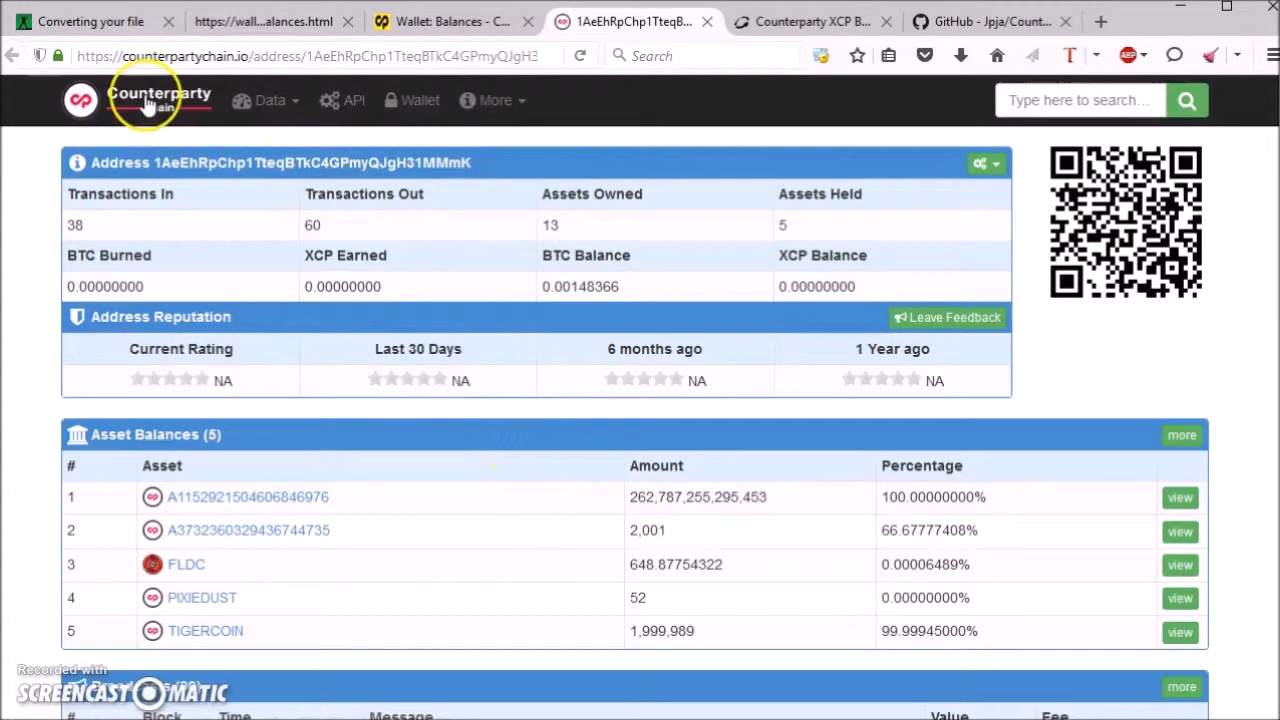 Converting your file
https://wall...alances.html
Wallet: Balances - C...
1AeEhRpChp1TteqB...
Counterparty XCP B...
GitHub - Jpja/Count...
https://counterpartychain.io/address/1AeEhRpChp1TteqBTkC4GPmyQJgH3
Search
T
ABP
Counterparty
Data
API
Wallet
More
Type here to search...
Address 1AeEhRpChp1TteqBTkC4GPmyQJgH31MMmK
Transactions In Transactions Out Assets Owned Assets Held
38 60 13 5
BTC Burned XCP Earned BTC Balance XCP Balance
0.00000000 0.00000000 0.00148366 0.00000000
Address Reputation
Leave Feedback
Current Rating Last 30 Days 6 months ago 1 Year ago
NA NA NA NA
Asset Balances (5)
more
# Asset Amount Percentage
1 A1152921504606846976 262,787,255,295,453 100.00000000% view
2 A3732360329436744735 2,001 66.67777408% view
3 FLDC 648.87754322 0.00006489% view
4 PIXIEDUST 52 0.00000000% view
5 TIGERCOIN 1,999,989 99.99945000% view
Recorded with
SCREENCAST-O-MATIC
more
# Block Time Message Value Fee